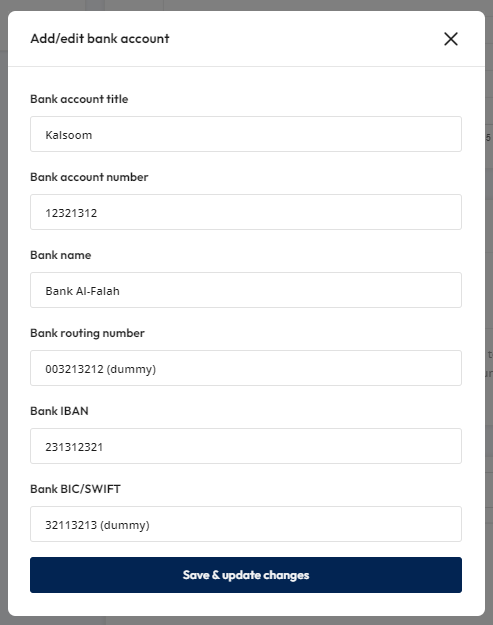 Add/edit bank account
Bank account title
Kalsoom
Bank account number
12321312
Bank name
Bank Al-Falah
Bank routing number
003213212 (dummy)
Bank IBAN
231312321
Bank BIC/SWIFT
32113213 (dummy)
Save & update changes